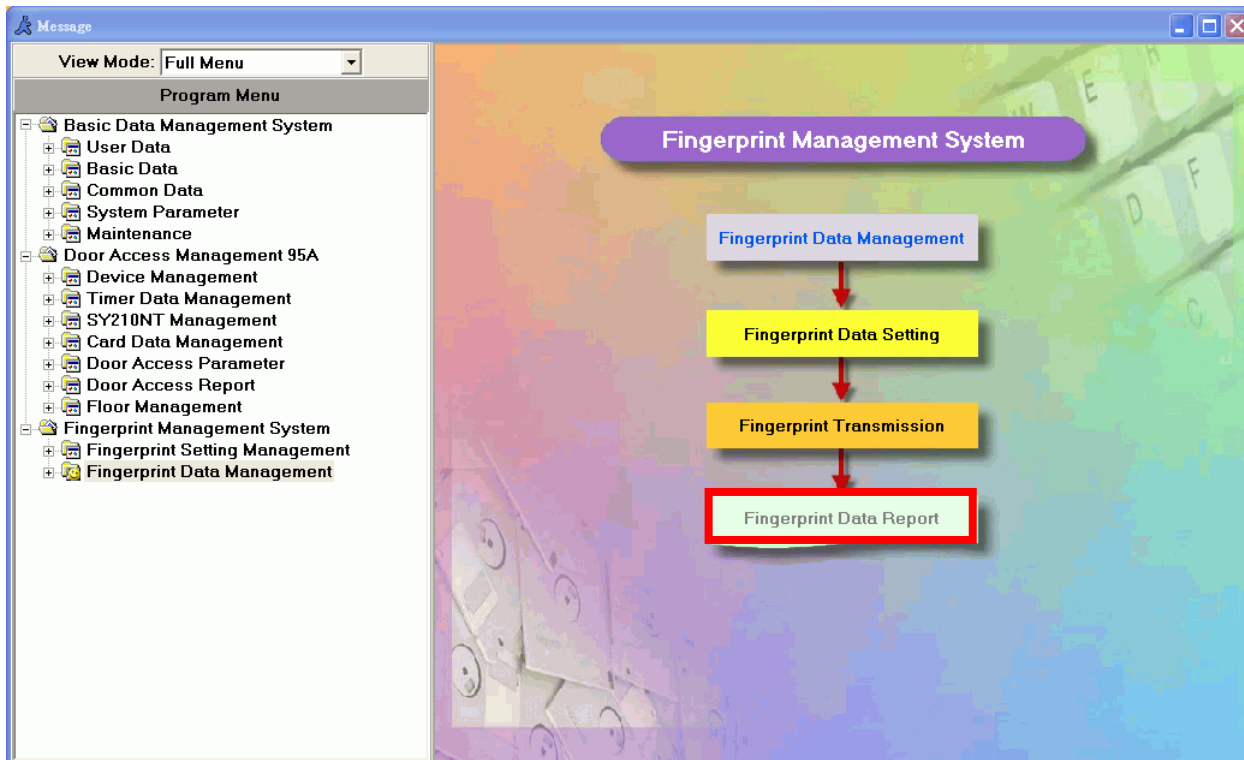 Message
View Mode: Full Menu
Program Menu
Basic Data Management System
User Data
Basic Data
Common Data
System Parameter
Maintenance
Door Access Management 95A
Device Management
Timer Data Management
SY210NT Management
Card Data Management
Door Access Parameter
Door Access Report
Floor Management
Fingerprint Management System
Fingerprint Setting Management
Fingerprint Data Management
Fingerprint Management System
Fingerprint Data Management
Fingerprint Data Setting
Fingerprint Transmission
Fingerprint Data Report
W E R
D F
C